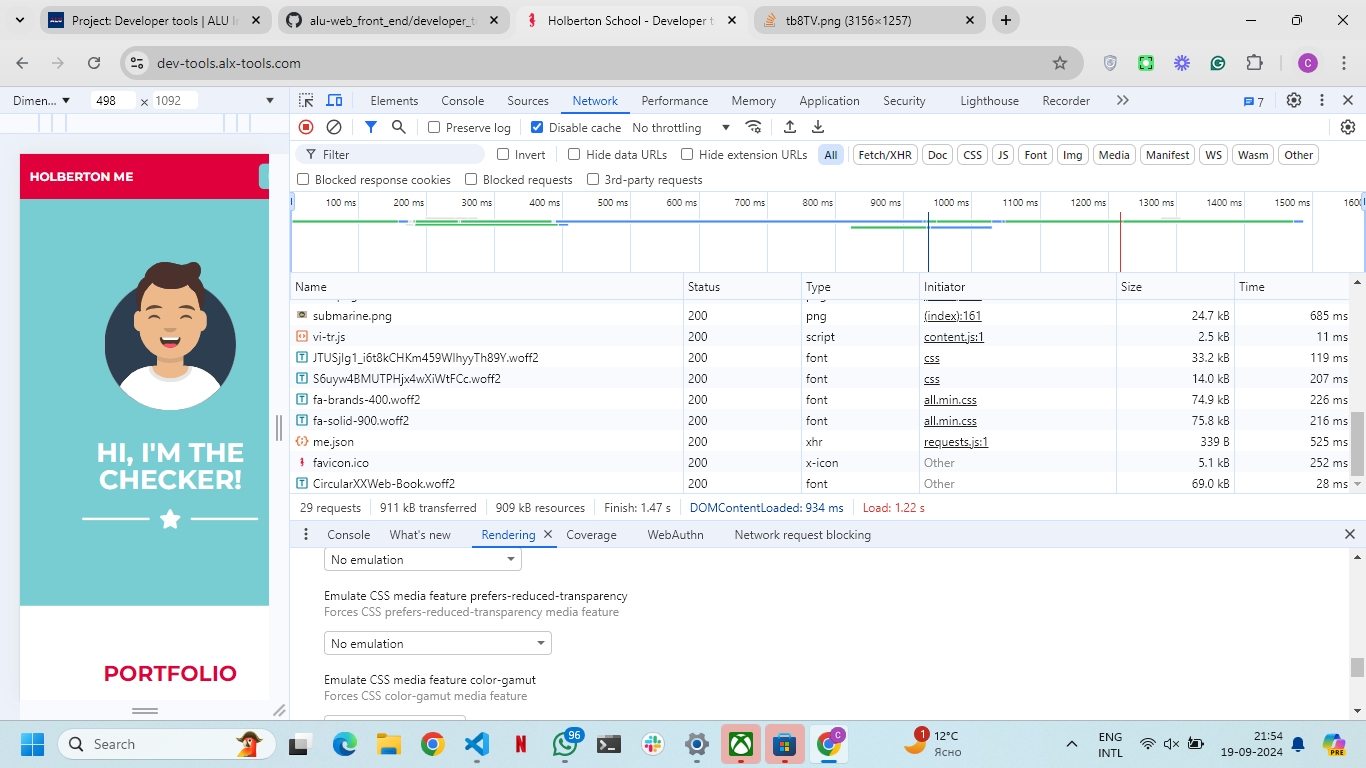 Project: Developer tools | ALU In
alu-web_front_end/developer_to
Holberton School - Developer to
tb8TV.png (3156×1257)
dev-tools.alx-tools.com
C
Dimen...
498
×
1092
Elements
Console
Sources
Network
Performance
Memory
Application
Security
Lighthouse
Recorder
7
Preserve log
Disable cache
No throttling
Filter
Invert
Hide data URLs
Hide extension URLs
All
Fetch/XHR
Doc
CSS
JS
Font
Img
Media
Manifest
WS
Wasm
Other
Blocked response cookies
Blocked requests
3rd-party requests
100 ms
200 ms
300 ms
400 ms
500 ms
600 ms
700 ms
800 ms
900 ms
1000 ms
1100 ms
1200 ms
1300 ms
1400 ms
1500 ms
1600
Name Status Type Initiator Size Time
submarine.png 200 png (index):161 24.7 kB 685 ms
vi-tr.js 200 script content.js:1 2.5 kB 11 ms
JTUSjIg1_i6t8kCHKm459WlhyyTh89Y.woff2 200 font css 33.2 kB 119 ms
S6uyw4BMUTPHjx4wXiWtFCc.woff2 200 font css 14.0 kB 207 ms
fa-brands-400.woff2 200 font all.min.css 74.9 kB 226 ms
fa-solid-900.woff2 200 font all.min.css 75.8 kB 216 ms
me.json 200 xhr requests.js:1 339 B 525 ms
favicon.ico 200 x-icon Other 5.1 kB 252 ms
CircularXXWeb-Book.woff2 200 font Other 69.0 kB 28 ms
29 requests
911 kB transferred
909 kB resources
Finish: 1.47 s
DOMContentLoaded: 934 ms
Load: 1.22 s
Console
What's new
Rendering
Coverage
WebAuthn
Network request blocking
No emulation
Emulate CSS media feature prefers-reduced-transparency
Forces CSS prefers-reduced-transparency media feature
No emulation
Emulate CSS media feature color-gamut
Forces CSS color-gamut media feature
HOLBERTON ME
HI, I'M THE
CHECKER!
PORTFOLIO
Search
96
C
1
12°C
Ясно
ENG
INTL
21:54
19-09-2024
PRE